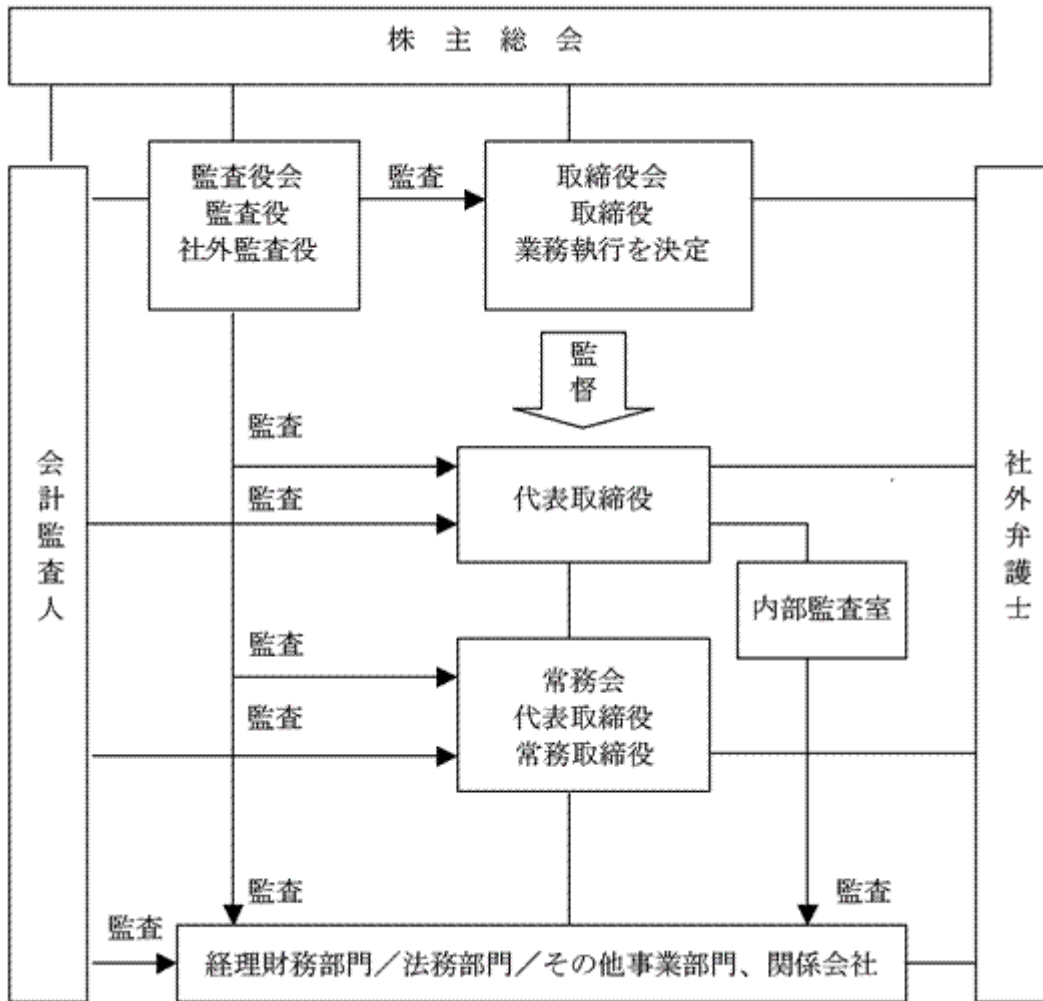 株主総会
監査役会
監査役
社外監査役
監査
取締役会
取締役
業務執行を決定
監督
監査
監査
代表取締役
会計監査人
社外弁護士
内部監査室
監査
監査
常務会
代表取締役
常務取締役
監査
監査
監査
経理財務部門／法務部門／その他事業部門、関係会社